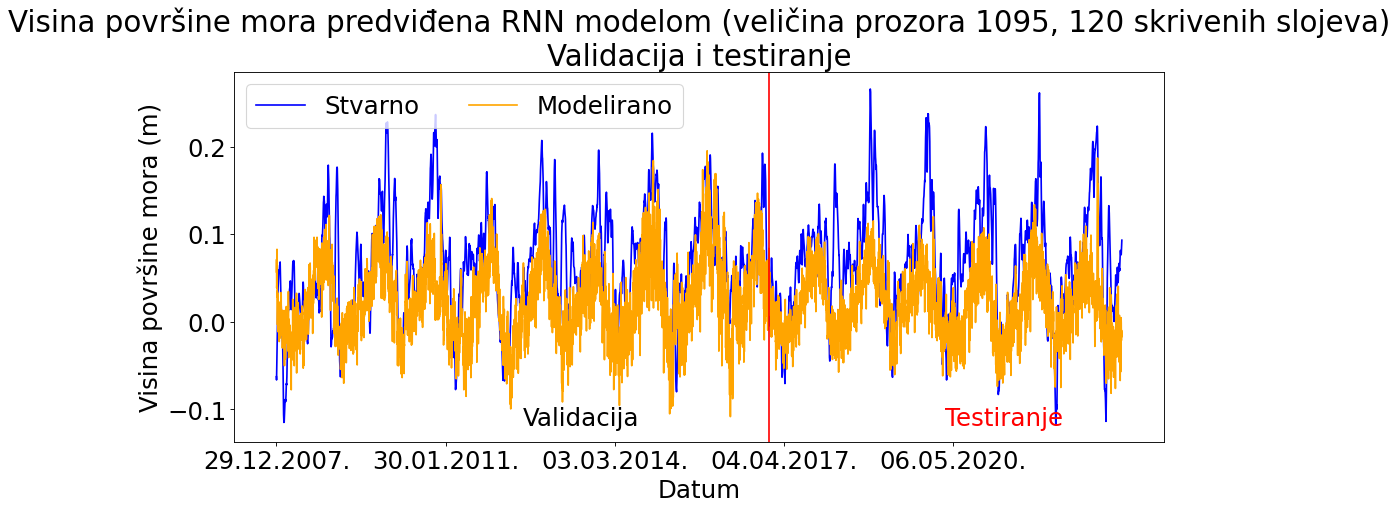 Visina površine mora predviđena RNN modelom (veličina prozora 1095, 120 skrivenih slojeva)
Validacija i testiranje
Stvarno
Modelirano
Visina površine mora (m)
0.2
0.1
0.0
−0.1
Validacija
Testiranje
29.12.2007.
30.01.2011.
03.03.2014.
04.04.2017.
06.05.2020.
Datum